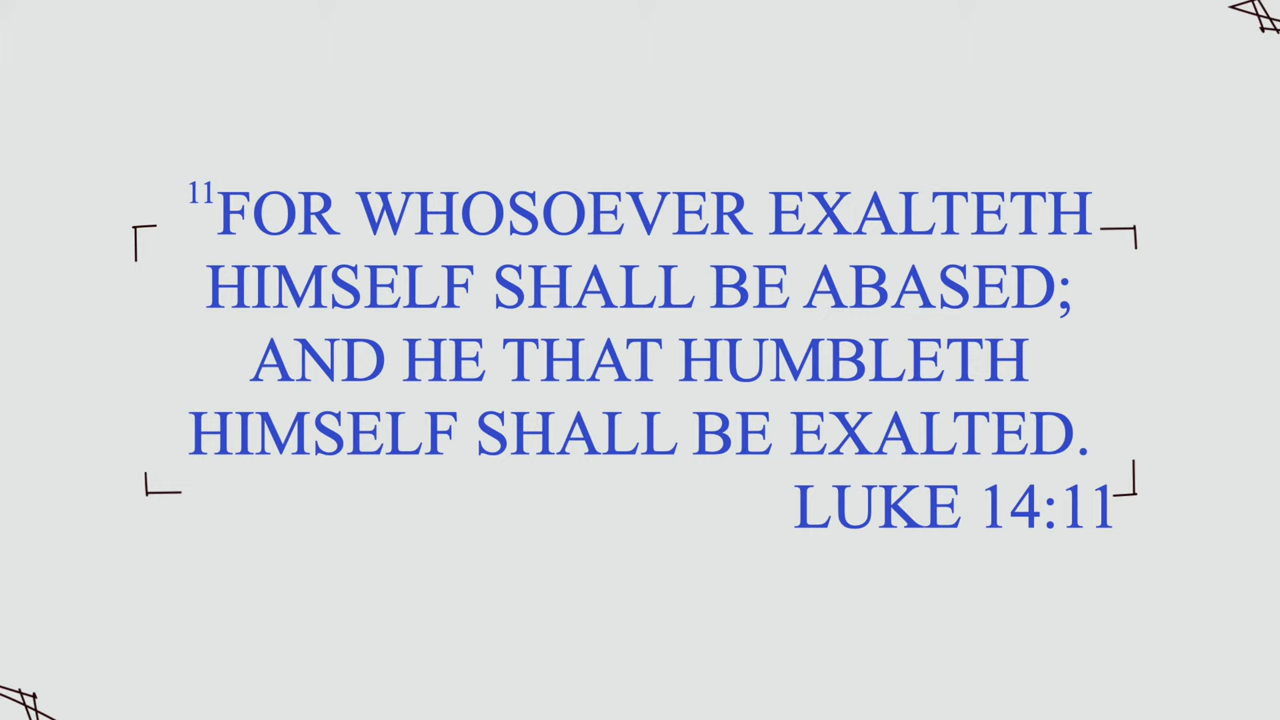 11FOR WHOSOEVER EXALTETH
HIMSELF SHALL BE ABASED;
AND HE THAT HUMBLETH
HIMSELF SHALL BE EXALTED.
LUKE 14:11